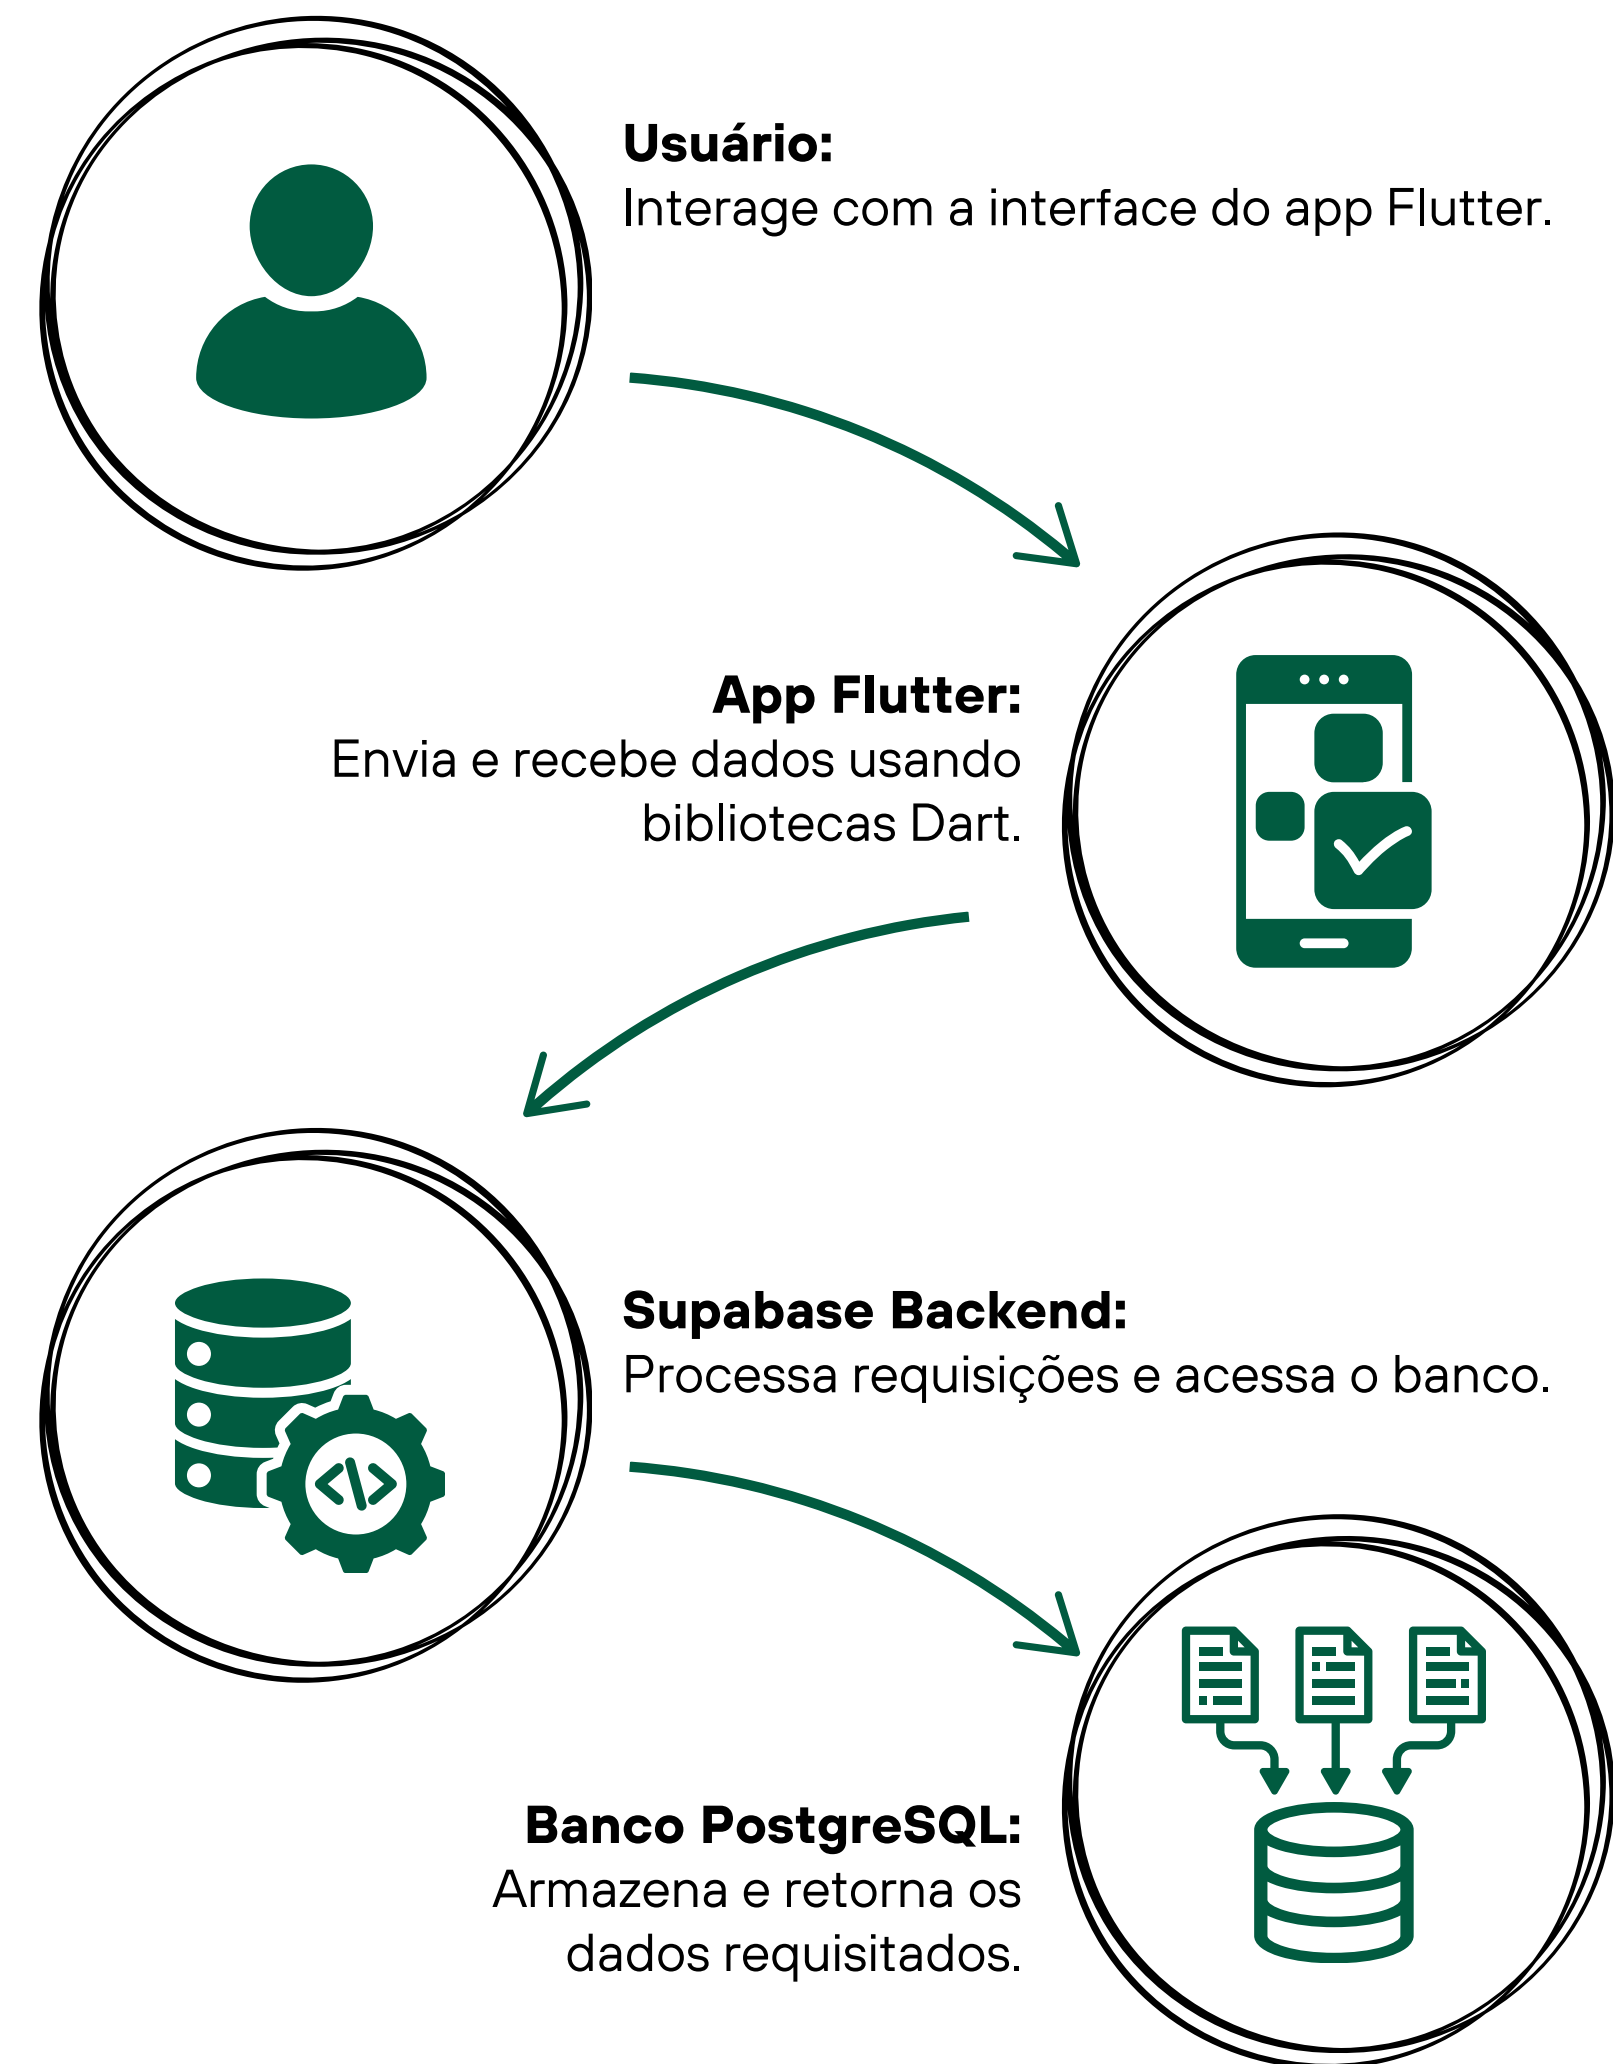 Usuário:
Interage com a interface do app Flutter.
App Flutter:
Envia e recebe dados usando
bibliotecas Dart.
Supabase Backend:
Processa requisições e acessa o banco.
Banco PostgreSQL:
Armazena e retorna os
dados requisitados.